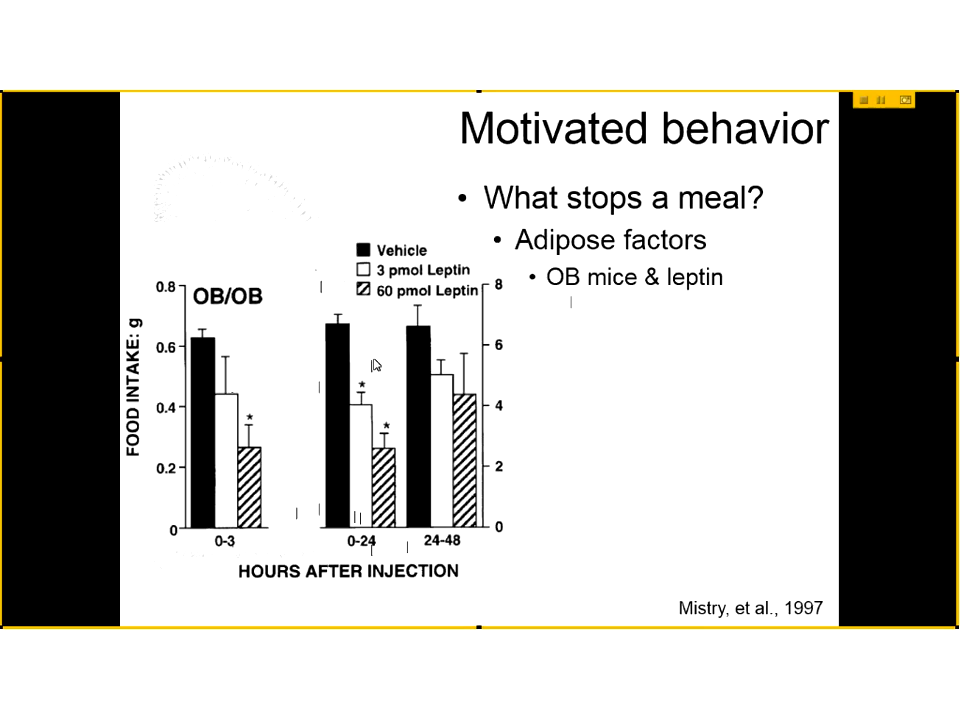 Motivated behavior
• What stops a meal?
• Adipose factors
• OB mice & leptin
Vehicle
3 pmol Leptin
60 pmol Leptin
OB/OB
FOOD INTAKE: g
0.8
0.6
0.4
0.2
0
8
6
4
2
0
* * *
0-3 0-24 24-48
HOURS AFTER INJECTION
Mistry, et al., 1997